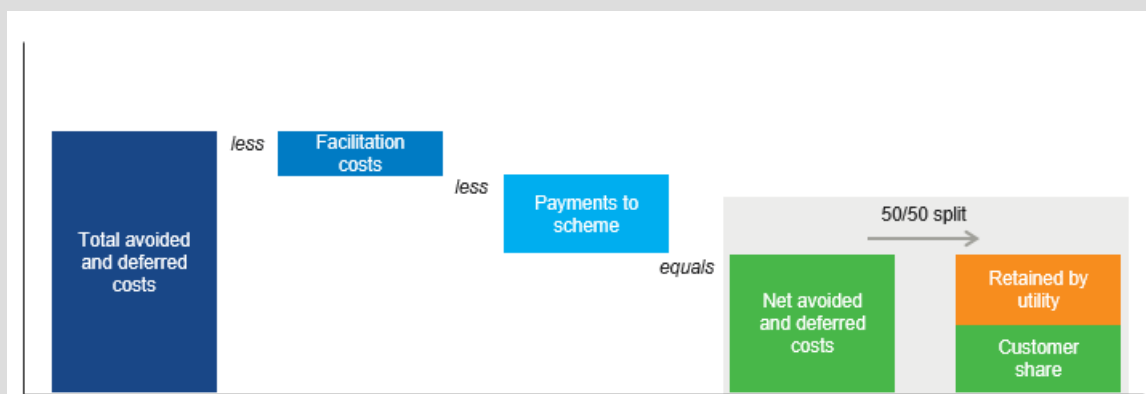 less
Facilitation
costs
less
Payments to
scheme
50/50 split
Total avoided
and deferred
costs
equals
Net avoided
and deferred
costs
Retained by
utility
Customer
share